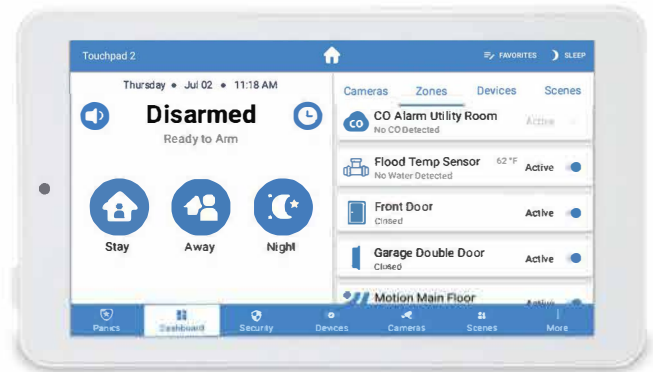 Touchpad 2
FAVORITES
SLEEP
Thursday • Jul 02 • 11:18 AM
Disarmed
Ready to Arm
Stay
Away
Night
Cameras Zones Devices Scenes
CO
CO Alarm Utility Room
No CO Detected
Active
Flood Temp Sensor 62 °F
No Water Detected
Active
Front Door
Closed
Active
Garage Double Door
Closed
Active
Motion Main Floor
Active
Panics Dashboard Security Devices Cameras Scenes More